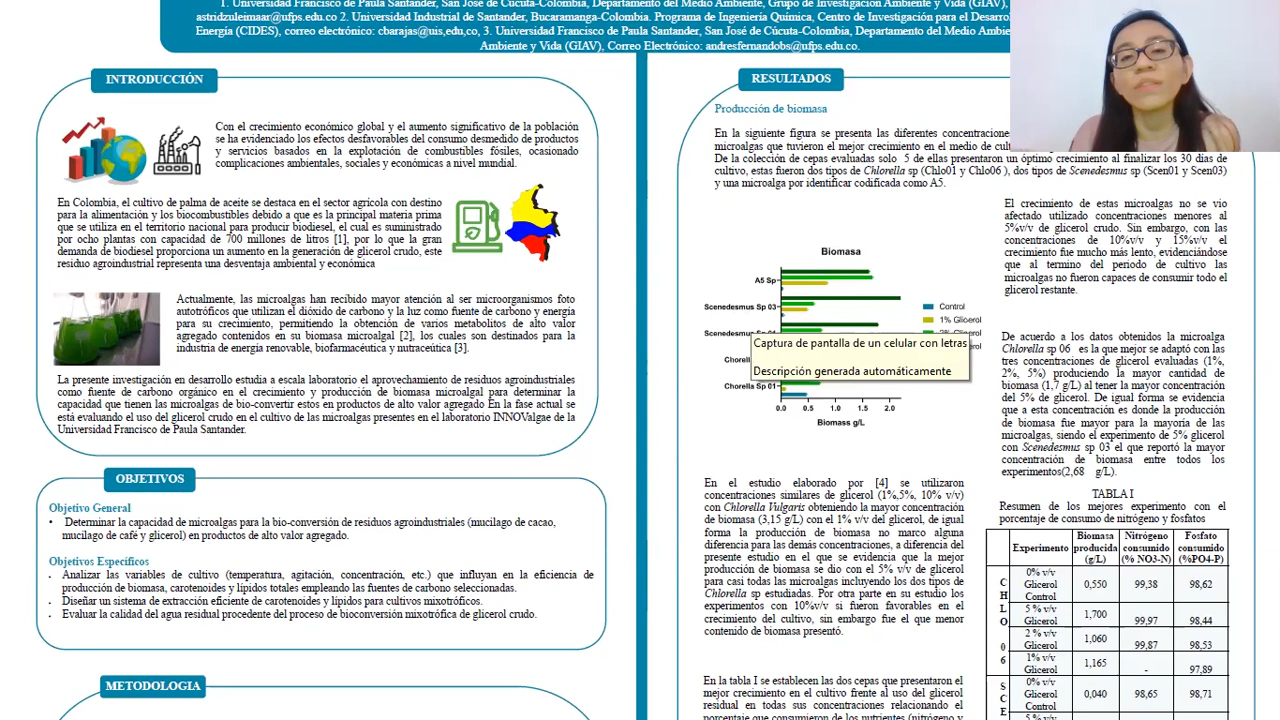 1. Universidad Francisco de Paula Santander, San José de Cúcuta-Colombia, Departamento del Medio Ambiente, Grupo de Investigación Ambiente y Vida (GIAV),
astridzuleimaar@ufps.edu.co 2. Universidad Industrial de Santander, Bucaramanga-Colombia. Programa de Ingeniería Química, Centro de Investigación para el Desarrol
Energía (CIDES), correo electrónico: cbarajas@uis,edu,co, 3. Universidad Francisco de Paula Santander, San José de Cúcuta-Colombia, Departamento del Medio Ambie
Ambiente y Vida (GIAV), Correo Electrónico: andresfernandobs@ufps.edu.co.
INTRODUCCIÓN
Con el crecimiento económico global y el aumento significativo de la población
se ha evidenciado los efectos desfavorables del consumo desmedido de productos
y servicios basados en la explotación de combustibles fósiles, ocasionado
complicaciones ambientales, sociales y económicas a nivel mundial.
En Colombia, el cultivo de palma de aceite se destaca en el sector agrícola con destino
para la alimentación y los biocombustibles debido a que es la principal materia prima
que se utiliza en el territorio nacional para producir biodiesel, el cual es suministrado
por ocho plantas con capacidad de 700 millones de litros [1], por lo que la gran
demanda de biodiesel proporciona un aumento en la generación de glicerol crudo, este
residuo agroindustrial representa una desventaja ambiental y económica
Actualmente, las microalgas han recibido mayor atención al ser microorganismos foto
autotróficos que utilizan el dióxido de carbono y la luz como fuente de carbono y energía
para su crecimiento, permitiendo la obtención de varios metabolitos de alto valor
agregado contenidos en su biomasa microalgal [2], los cuales son destinados para la
industria de energía renovable, biofarmacéutica y nutraceútica [3].
La presente investigación en desarrollo estudia a escala laboratorio el aprovechamiento de residuos agroindustriales
como fuente de carbono orgánico en el crecimiento y producción de biomasa microalgal para determinar la
capacidad que tienen las microalgas de bio-convertir estos en productos de alto valor agregado En la fase actual se
está evaluando el uso del glicerol crudo en el cultivo de las microalgas presentes en el laboratorio INNOValgae de la
Universidad Francisco de Paula Santander.
OBJETIVOS
Objetivo General
• Determinar la capacidad de microalgas para la bio-conversión de residuos agroindustriales (mucilago de cacao,
mucilago de café y glicerol) en productos de alto valor agregado.
Objetivos Específicos
. Analizar las variables de cultivo (temperatura, agitación, concentración, etc.) que influyan en la eficiencia de
producción de biomasa, carotenoides y lípidos totales empleando las fuentes de carbono seleccionadas.
. Diseñar un sistema de extracción eficiente de carotenoides y lípidos para cultivos mixotróficos.
. Evaluar la calidad del agua residual procedente del proceso de bioconversión mixotrófica de glicerol crudo.
METODOLOGIA
RESULTADOS
Producción de biomasa
En la siguiente figura se presenta las diferentes concentraciones
microalgas que tuvieron el mejor crecimiento en el medio de cul
De la colección de cepas evaluadas solo 5 de ellas presentaron un óptimo crecimiento al finalizar los 30 días de
cultivo, estas fueron dos tipos de Chlorella sp (Chlo01 y Chlo06 ), dos tipos de Scenedesmus sp (Scen01 y Scen03)
y una microalga por identificar codificada como A5.
Biomasa
A5 Sp
Scenedesmus Sp 03
Scenedesmus Sp 01
Chorell
Chorella Sp 01
0.0 0.5 1.0 1.5 2.0
Biomass g/L
Control
1% Glicerol
2% Glicerol
Captura de pantalla de un celular con letras
Descripción generada automáticamente
El crecimiento de estas microalgas no se vio
afectado utilizado concentraciones menores al
5%v/v de glicerol crudo. Sin embargo, con las
concentraciones de 10%v/v y 15%v/v el
crecimiento fue mucho más lento, evidenciándose
que al termino del periodo de cultivo las
microalgas no fueron capaces de consumir todo el
glicerol restante.
De acuerdo a los datos obtenidos la microalga
Chlorella sp 06 es la que mejor se adaptó con las
tres concentraciones de glicerol evaluadas (1%,
2%, 5%) produciendo la mayor cantidad de
biomasa (1,7 g/L) al tener la mayor concentración
del 5% de glicerol. De igual forma se evidencia
que a esta concentración es donde la producción
de biomasa fue mayor para la mayoría de las
microalgas, siendo el experimento de 5% glicerol
con Scenedesmus sp 03 el que reportó la mayor
concentración de biomasa entre todos los
experimentos(2,68 g/L).
En el estudio elaborado por [4] se utilizaron
concentraciones similares de glicerol (1%,5%, 10% v/v)
con Chlorella Vulgaris obteniendo la mayor concentración
de biomasa (3,15 g/L) con el 1% v/v del glicerol, de igual
forma la producción de biomasa no marco alguna
diferencia para las demás concentraciones, a diferencia del
presente estudio en el que se evidencia que la mejor
producción de biomasa se dio con el 5% v/v de glicerol
para casi todas las microalgas incluyendo los dos tipos de
Chlorella sp estudiadas. Por otra parte en su estudio los
experimentos con 10%v/v si fueron favorables en el
crecimiento del cultivo, sin embargo fue el que menor
contenido de biomasa presentó.
En la tabla I se establecen las dos cepas que presentaron el
mejor crecimiento en el cultivo frente al uso del glicerol
residual en todas sus concentraciones relacionando el
porcentaje que consumieron de los nutrientes (nitrógeno y
TABLA I
Resumen de los mejores experimento con el
porcentaje de consumo de nitrógeno y fosfatos
Experimento Biomasa producida (g/L) Nitrógeno consumido (% NO3-N) Fosfato consumido (%PO4-P)
CHLO 06
0% v/v Glicerol Control 0,550 99,38 98,62
5 % v/v Glicerol 1,700 99,97 98,44
2 % v/v Glicerol 1,060 99,87 98,53
1% v/v Glicerol 1,165 - 97,89
SCE
0% v/v Glicerol Control 0,040 98,65 98,71
5 % v/v